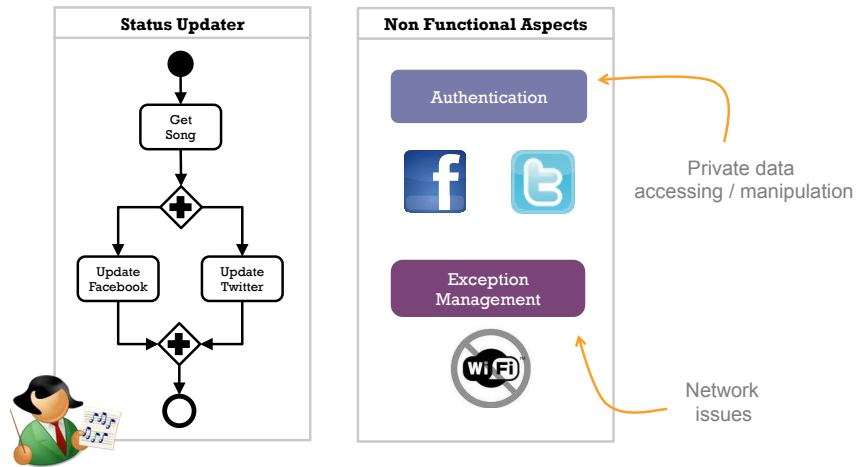 Status Updater
Get
Song
Update
Facebook
Update
Twitter
Non Functional Aspects
Authentication
f
t
Exception
Management
Wi Fi
Private data
accessing / manipulation
Network
issues